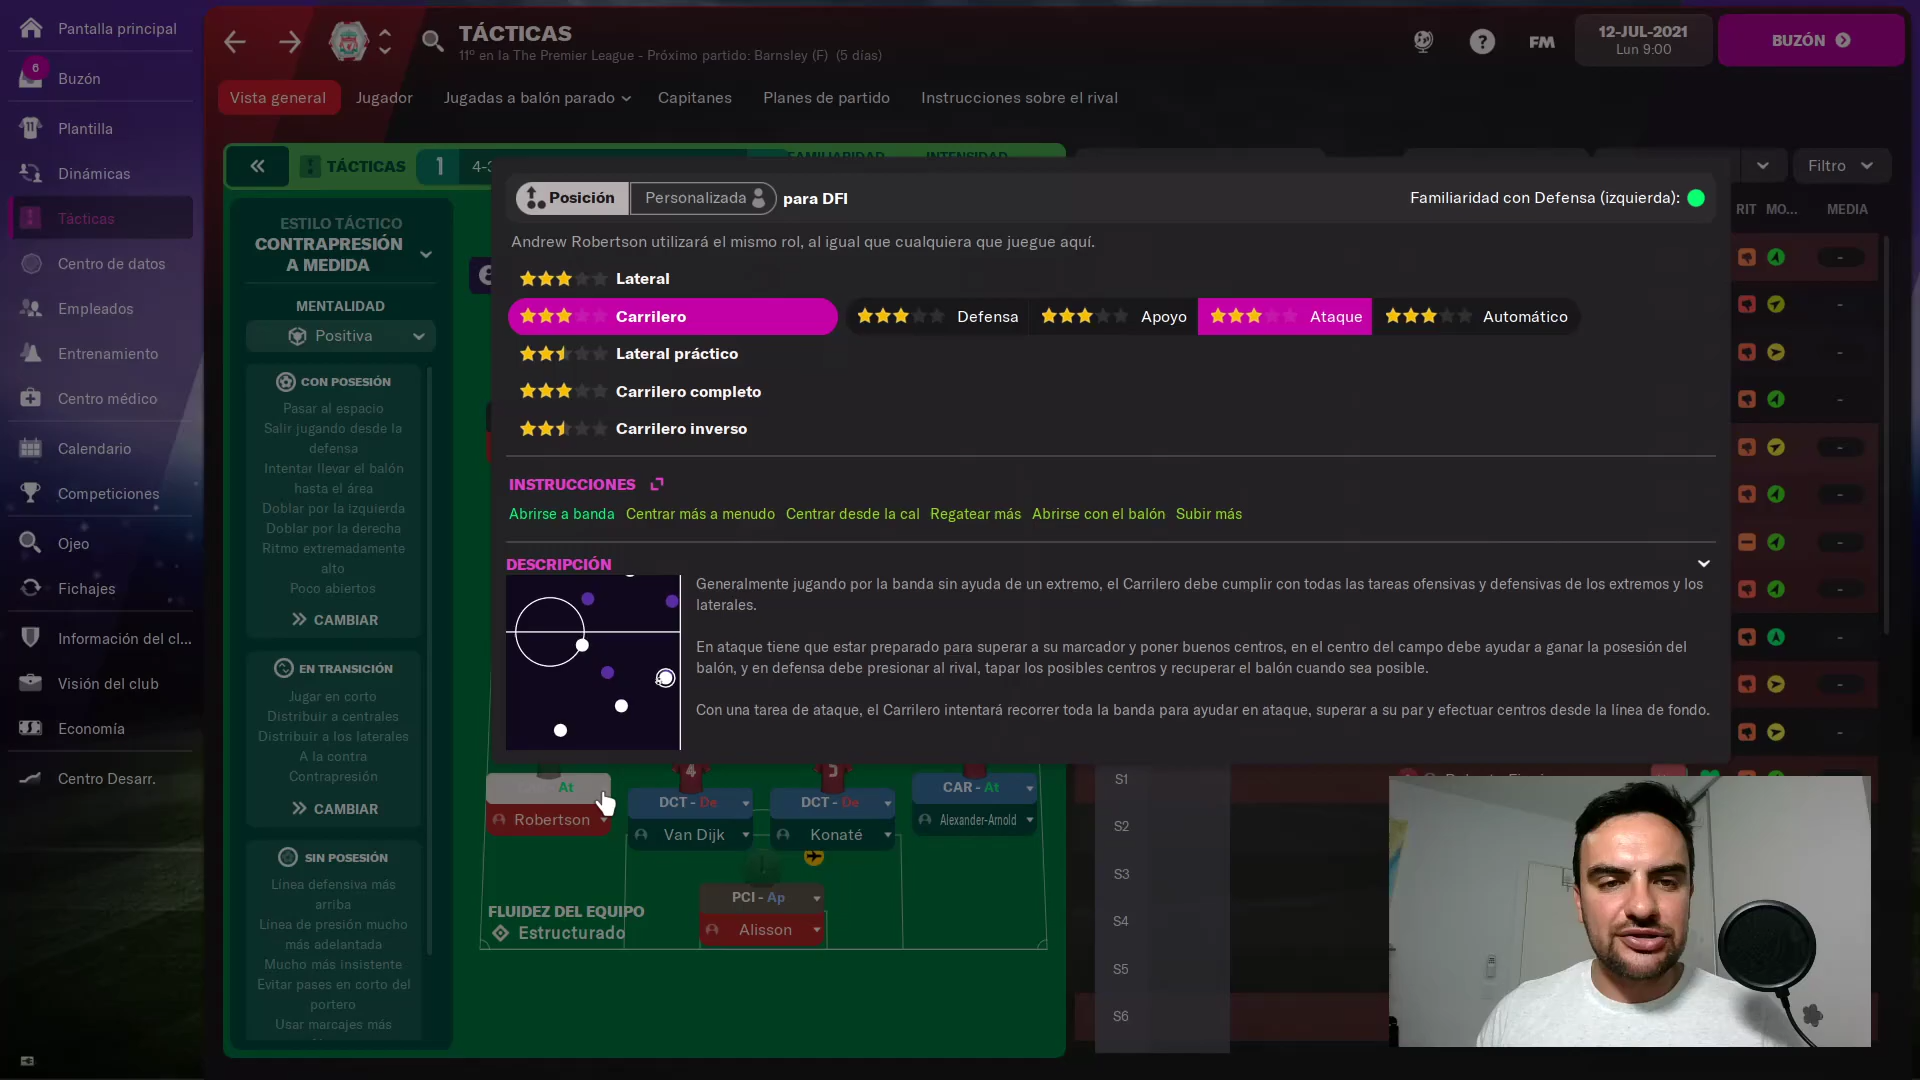 Pantalla principal
6
Buzón
Plantilla
Dinámicas
Tácticas
Centro de datos
Empleados
Entrenamiento
Centro médico
Calendario
Competiciones
Ojeo
Fichajes
Información del cl...
Visión del club
Economía
Centro Desarr.
TÁCTICAS
11º en la The Premier League - Próximo partido: Barnsley (F) (5 días)
FM
12-JUL-2021
Lun 9:00
BUZÓN
Vista general
Jugador
Jugadas a balón parado
Capitanes
Planes de partido
Instrucciones sobre el rival
TÁCTICAS
1
FAMILIARIDAD
INTENSIDAD
Filtro
RIT
MO...
MEDIA
ESTILO TÁCTICO
CONTRAPRESIÓN
A MEDIDA
MENTALIDAD
Positiva
CON POSESIÓN
Pasar al espacio
Salir jugando desde la
defensa
Intentar llevar el balón
hasta el área
Doblar por la izquierda
Doblar por la derecha
Ritmo extremadamente
alto
Poco abiertos
CAMBIAR
EN TRANSICIÓN
Jugar en corto
Distribuir a centrales
Distribuir a los laterales
A la contra
Contrapresión
CAMBIAR
SIN POSESIÓN
Línea defensiva más
arriba
Línea de presión mucho
más adelantada
Mucho más insistente
Evitar pases en corto del
portero
Usar marcajes más
Posición
Personalizada
para DFI
Familiaridad con Defensa (izquierda):
Andrew Robertson utilizará el mismo rol, al igual que cualquiera que juegue aquí.
Lateral
Carrilero
Defensa
Apoyo
Ataque
Automático
Lateral práctico
Carrilero completo
Carrilero inverso
INSTRUCCIONES
Abrirse a banda
Centrar más a menudo
Centrar desde la cal
Regatear más
Abrirse con el balón
Subir más
DESCRIPCIÓN
Generalmente jugando por la banda sin ayuda de un extremo, el Carrilero debe cumplir con todas las tareas ofensivas y defensivas de los extremos y los
laterales.
En ataque tiene que estar preparado para superar a su marcador y poner buenos centros, en el centro del campo debe ayudar a ganar la posesión del
balón, y en defensa debe presionar al rival, tapar los posibles centros y recuperar el balón cuando sea posible.
Con una tarea de ataque, el Carrilero intentará recorrer toda la banda para ayudar en ataque, superar a su par y efectuar centros desde la línea de fondo.
At
Robertson
4
DCT - De
Van Dijk
5
DCT - De
Konaté
CAR - At
Alexander-Arnold
PCI - Ap
Alisson
FLUIDEZ DEL EQUIPO
Estructurado
S1
S2
S3
S4
S5
S6